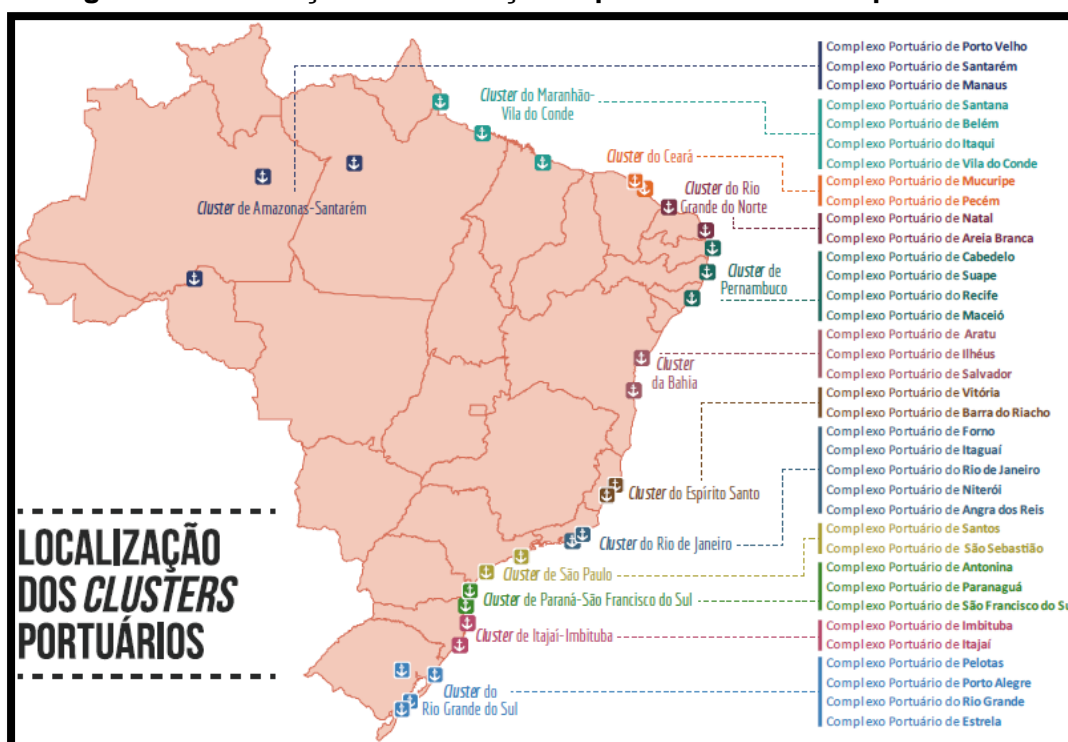 Complexo Portuário de Porto Velho
Complexo Portuário de Santarém
Complexo Portuário de Manaus
Cluster do Maranhão-
Vila do Conde
Complexo Portuário de Santana
Complexo Portuário de Belém
Complexo Portuário do Itaqui
Complexo Portuário de Vila do Conde
Cluster do Ceará
Complexo Portuário de Mucuripe
Complexo Portuário de Pecém
Cluster do Rio
Grande do Norte
Complexo Portuário de Natal
Complexo Portuário de Areia Branca
Cluster de Amazonas-Santarém
Cluster de
Pernambuco
Complexo Portuário de Cabedelo
Complexo Portuário de Suape
Complexo Portuário do Recife
Complexo Portuário de Maceió
Cluster
da Bahia
Complexo Portuário de Aratu
Complexo Portuário de Ilhéus
Complexo Portuário de Salvador
Cluster do Espírito Santo
Complexo Portuário de Vitória
Complexo Portuário de Barra do Riacho
Cluster do Rio de Janeiro
Complexo Portuário de Forno
Complexo Portuário de Itaguaí
Complexo Portuário do Rio de Janeiro
Complexo Portuário de Niterói
Complexo Portuário de Angra dos Reis
Cluster de São Paulo
Complexo Portuário de Santos
Complexo Portuário de São Sebastião
Cluster de Paraná-São Francisco do Sul
Complexo Portuário de Antonina
Complexo Portuário de Paranaguá
Complexo Portuário de São Francisco do Su
Cluster de Itajaí-Imbituba
Complexo Portuário de Imbituba
Complexo Portuário de Itajaí
Cluster do
Rio Grande do Sul
Complexo Portuário de Pelotas
Complexo Portuário de Porto Alegre
Complexo Portuário do Rio Grande
Complexo Portuário de Estrela
LOCALIZAÇÃO
DOS CLUSTERS
PORTUÁRIOS